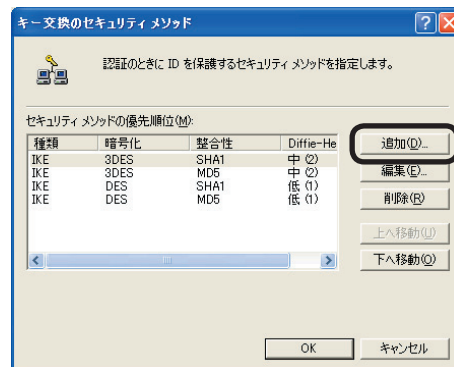 キー交換のセキュリティ メソッド
認証のときに ID を保護するセキュリティ メソッドを指定します。
セキュリティ メソッドの優先順位(M):
種類 暗号化 整合性 Diffie-He
IKE 3DES SHA1 中 (2)
IKE 3DES MD5 中 (2)
IKE DES SHA1 低 (1)
IKE DES MD5 低 (1)
追加(D)...
編集(E)...
削除(R)
上へ移動(U)
下へ移動(O)
OK キャンセル